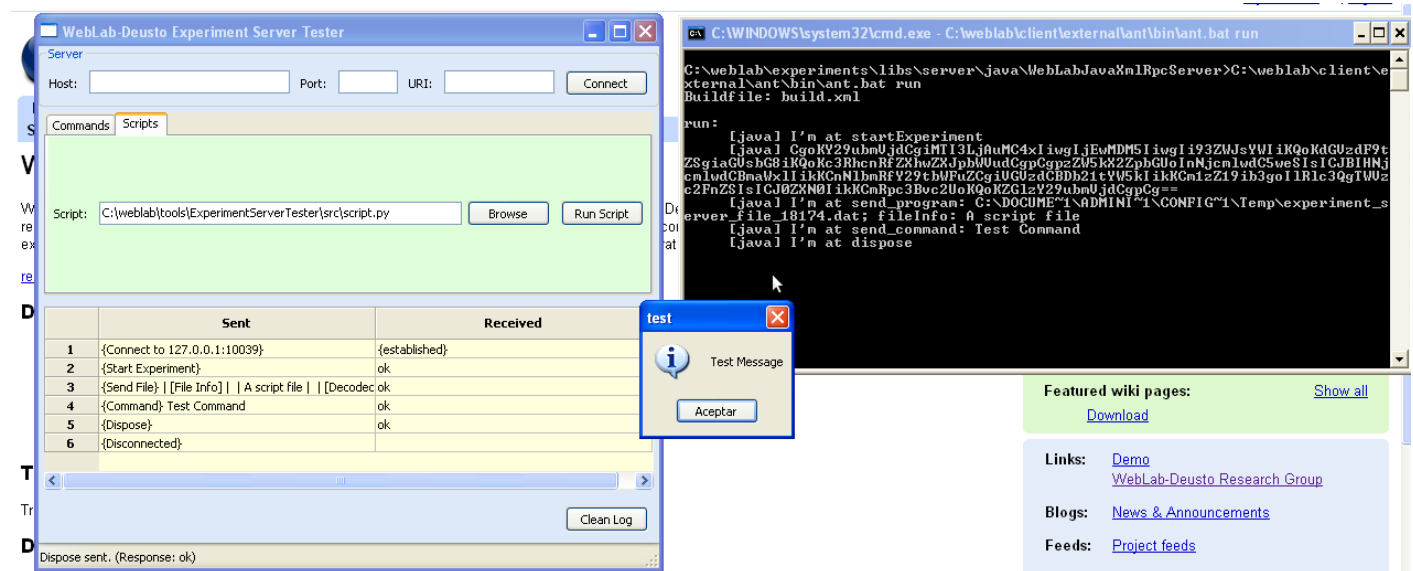 WebLab-Deusto Experiment Server Tester
Server
Host:
Port:
URI:
Connect
Commands
Scripts
Script:
C:\weblab\tools\ExperimentServerTester\src\script.py
Browse
Run Script
Sent
Received
1 {Connect to 127.0.0.1:10039} {established}
2 {Start Experiment} ok
3 {Send File} | [File Info] | | A script file | | [Decoded ok
4 {Command} Test Command ok
5 {Dispose} ok
6 {Disconnected}
Clean Log
Dispose sent. (Response: ok)
test
Test Message
Aceptar
C:\WINDOWS\system32\cmd.exe - C:\weblab\client\external\ant\bin\ant.bat run
C:\weblab\experiments\libs\server\java\WebLabJavaXmlRpcServer>C:\weblab\client\e
xternal\ant\bin\ant.bat run
Buildfile: build.xml
run:
[java] I'm at startExperiment
[java] CgoKY29ubmVjdCgiMTI3LjAuMC4xIiwgIjEwMDM5IiwgIi93ZWJsYWIiKQoKdGVzdF9t
ZSgiaGVsbG8iKQoKc3RhcnRfZXhwZXJpbWVudCgpCgpzZW5kX2ZpbGUoInNjcmlwdC5weSIsICJBIHNj
cmlwdCBmaWxlIikKCnNlbmRfY29tbWFuZCgiVGVzdCBDb21tYW5kIikKCm1zZ19ib3goIlRlc3QgTWVz
c2FnZSIsICJ0ZXN0IikKCmRpc3Bvc2UoKQoKZGlzY29ubmVjdCgpCg==
[java] I'm at send_program: C:\DOCUME~1\ADMINI~1\CONFIG~1\Temp\experiment_s
erver_file_18174.dat; fileInfo: A script file
[java] I'm at send_command: Test Command
[java] I'm at dispose
Featured wiki pages:
Show all
Download
Links:
Demo
WebLab-Deusto Research Group
Blogs:
News & Announcements
Feeds:
Project feeds